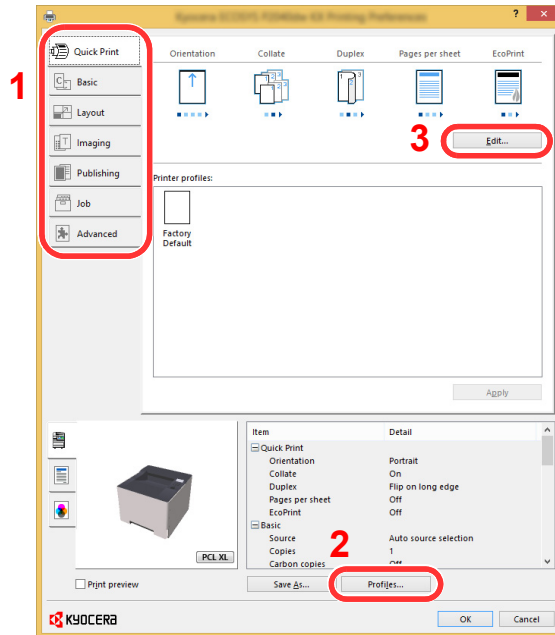 ? ×
Quick Print
Basic
Layout
Imaging
Publishing
Job
Advanced
1
Orientation Collate Duplex Pages per sheet EcoPrint
3
Edit...
Printer profiles:
Factory
Default
Apply
PCL XL
Print preview
Item Detail
Quick Print
Orientation Portrait
Collate On
Duplex Flip on long edge
Pages per sheet Off
EcoPrint Off
Basic
Source Auto source selection
Copies 1
Carbon copies Off
2
Save As... Profiles...
KYOCERA
OK Cancel